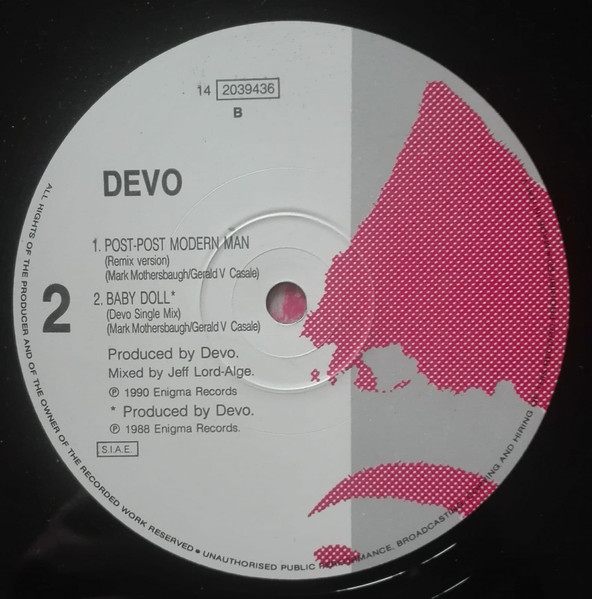 14 2039436
B
DEVO
1. POST-POST MODERN MAN
(Remix version)
(Mark Mothersbaugh/Gerald V Casale)
2
2. BABY DOLL*
(Devo Single Mix)
(Mark Mothersbaugh/Gerald V Casale)
Produced by Devo.
Mixed by Jeff Lord-Alge.
℗ 1990 Enigma Records
* Produced by Devo.
℗ 1988 Enigma Records.
S.I.A.E.
ALL RIGHTS OF THE PRODUCER AND OF THE OWNER OF THE RECORDED WORK RESERVED ● UNAUTHORISED PUBLIC PERFORMANCE, BROADCASTING AND HIRING